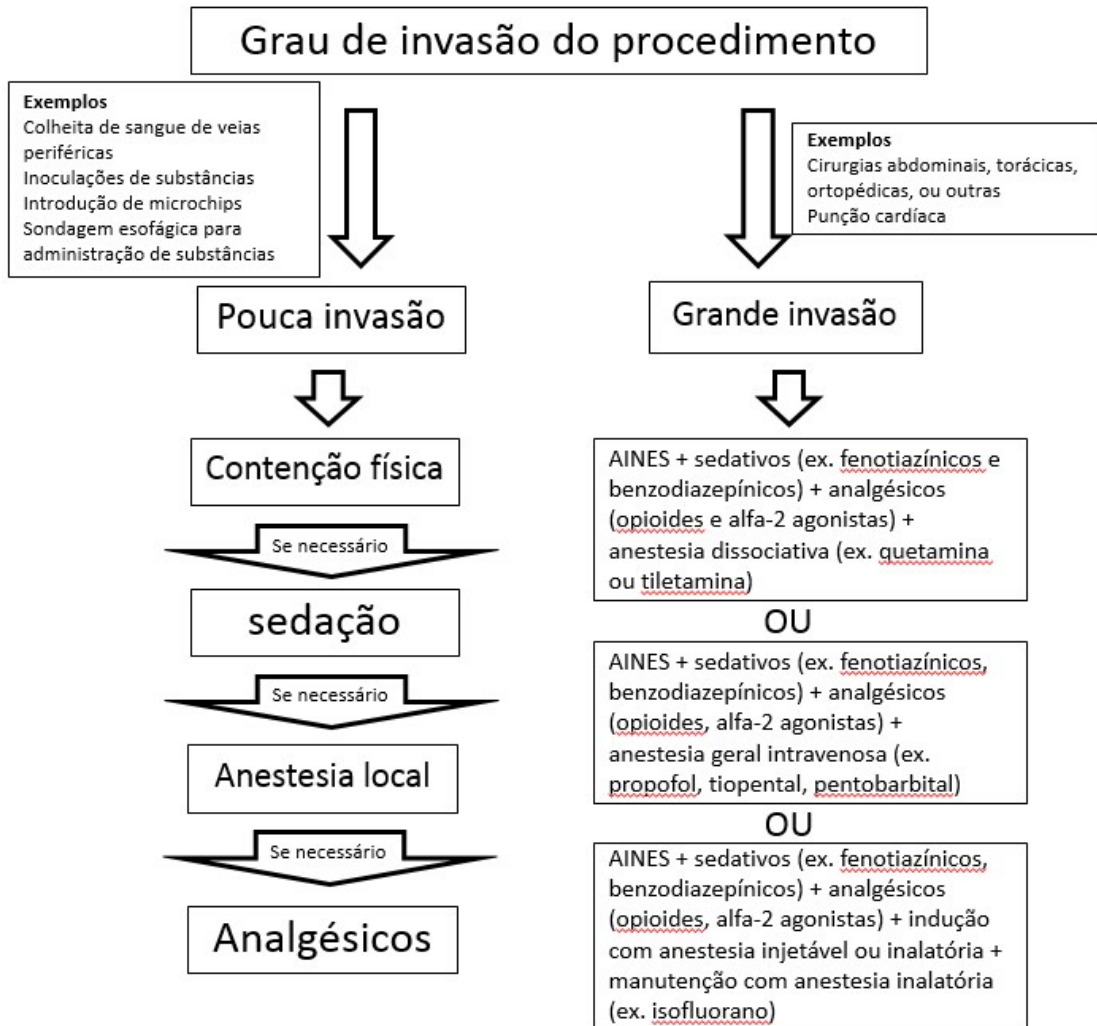 Grau de invasão do procedimento
Exemplos
Colheita de sangue de veias
periféricas
Inoculações de substâncias
Introdução de microchips
Sondagem esofágica para
administração de substâncias
Exemplos
Cirurgias abdominais, torácicas,
ortopédicas, ou outras
Punção cardíaca
Pouca invasão
Contenção física
Se necessário
sedação
Se necessário
Anestesia local
Se necessário
Analgésicos
Grande invasão
AINES + sedativos (ex. fenotiazínicos e
benzodiazepínicos) + analgésicos
(opioides e alfa-2 agonistas) +
anestesia dissociativa (ex. quetamina
ou tiletamina)
OU
AINES + sedativos (ex. fenotiazínicos,
benzodiazepínicos) + analgésicos
(opioides, alfa-2 agonistas) +
anestesia geral intravenosa (ex.
propofol, tiopental, pentobarbital)
OU
AINES + sedativos (ex. fenotiazínicos,
benzodiazepínicos) + analgésicos
(opioides, alfa-2 agonistas) + indução
com anestesia injetável ou inalatória +
manutenção com anestesia inalatória
(ex. isofluorano)